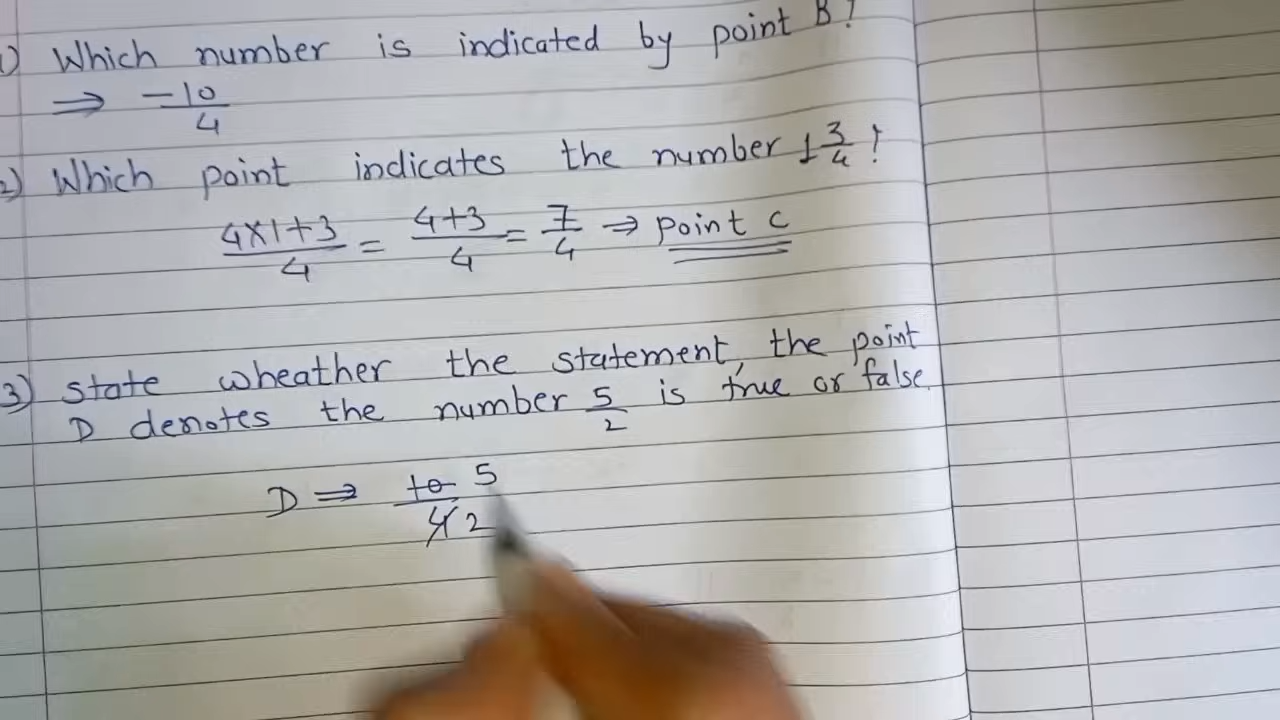 1) Which number is indicated by point B?
⇒ -10/4
2) Which point indicates the number 1 3/4 ?
(4×1+3)/4 = (4+3)/4 = 7/4 ⇒ point c
3) state wheather the statement, the point
D denotes the number 5/2 is true or false.
D ⇒ 10/4 5/2